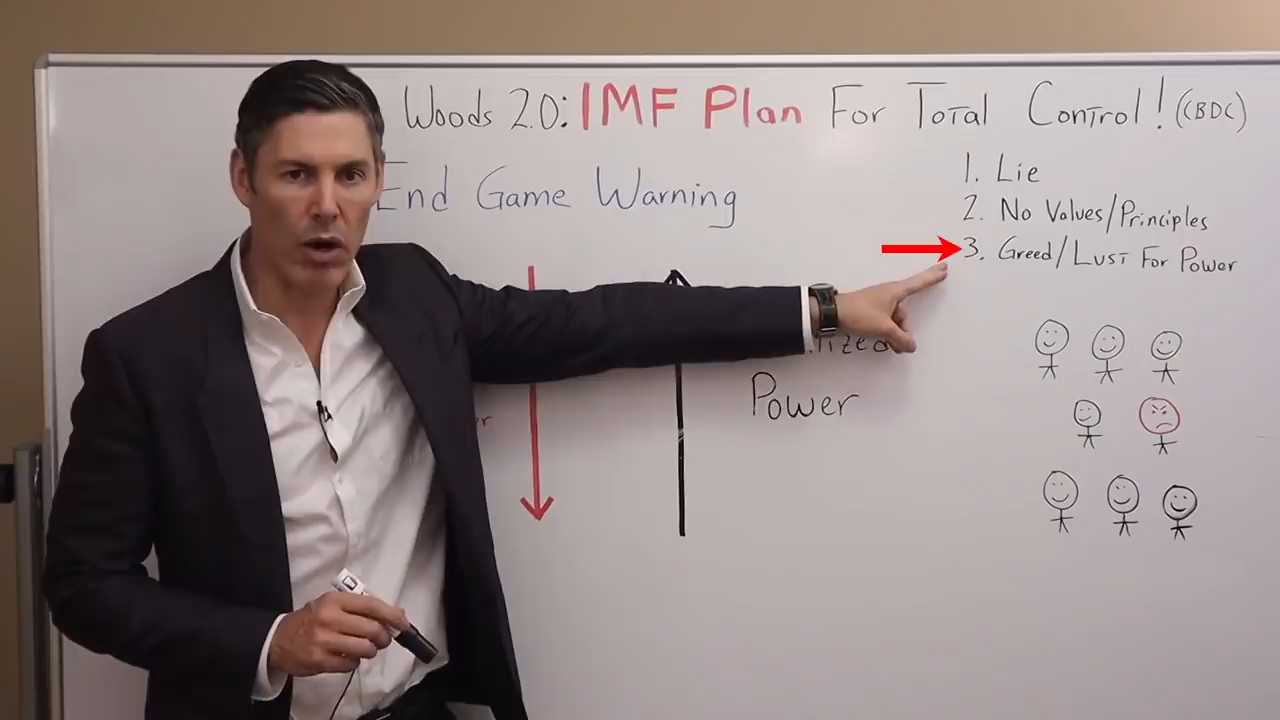 Woods 2.0: IMF Plan For Total Control! (CBDC)
End Game Warning
1. Lie
2. No Values/Principles
3. Greed/Lust For Power
Power